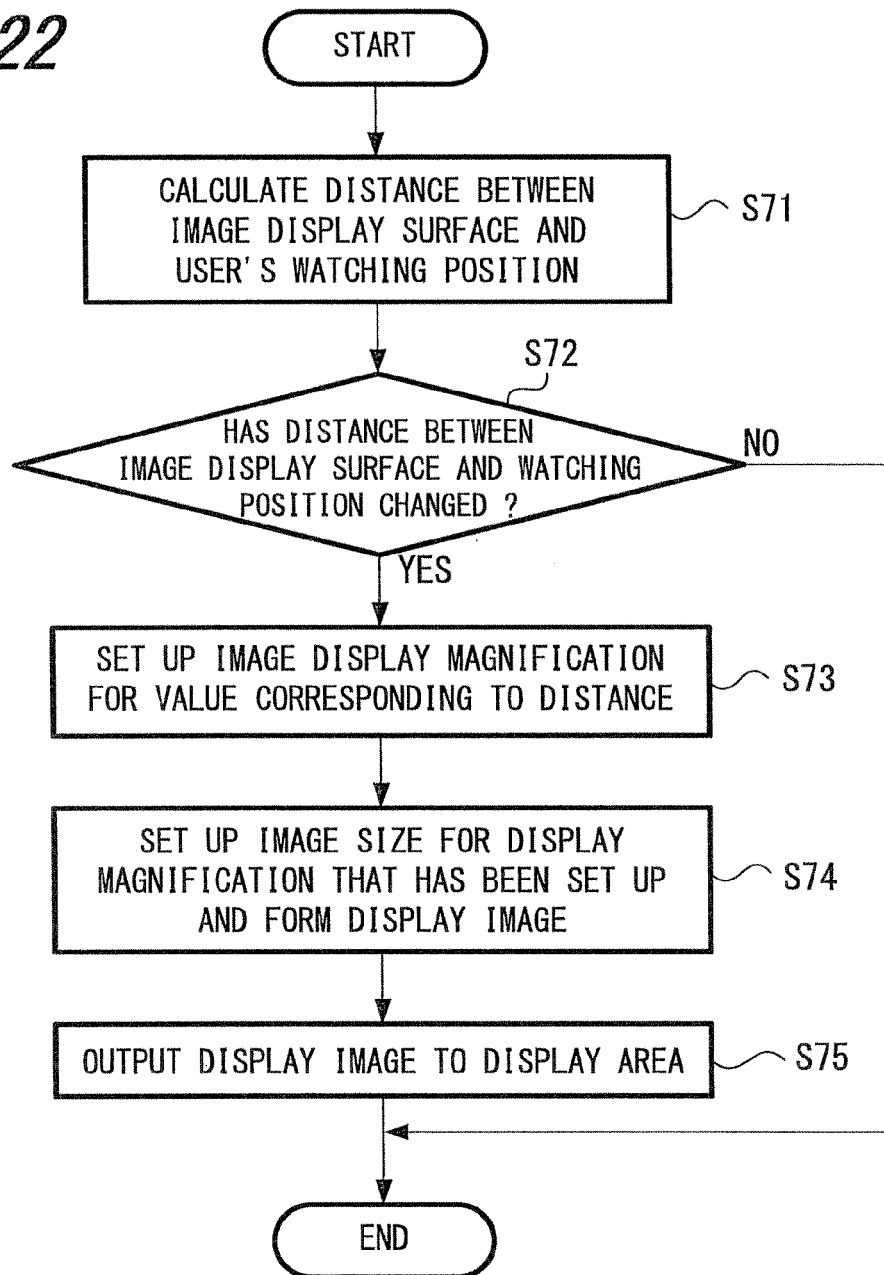 22
START
CALCULATE DISTANCE BETWEEN
IMAGE DISPLAY SURFACE AND
USER'S WATCHING POSITION
S71
S72
HAS DISTANCE BETWEEN
IMAGE DISPLAY SURFACE AND WATCHING
POSITION CHANGED ?
NO
YES
SET UP IMAGE DISPLAY MAGNIFICATION
FOR VALUE CORRESPONDING TO DISTANCE
S73
SET UP IMAGE SIZE FOR DISPLAY
MAGNIFICATION THAT HAS BEEN SET UP
AND FORM DISPLAY IMAGE
S74
OUTPUT DISPLAY IMAGE TO DISPLAY AREA
S75
END